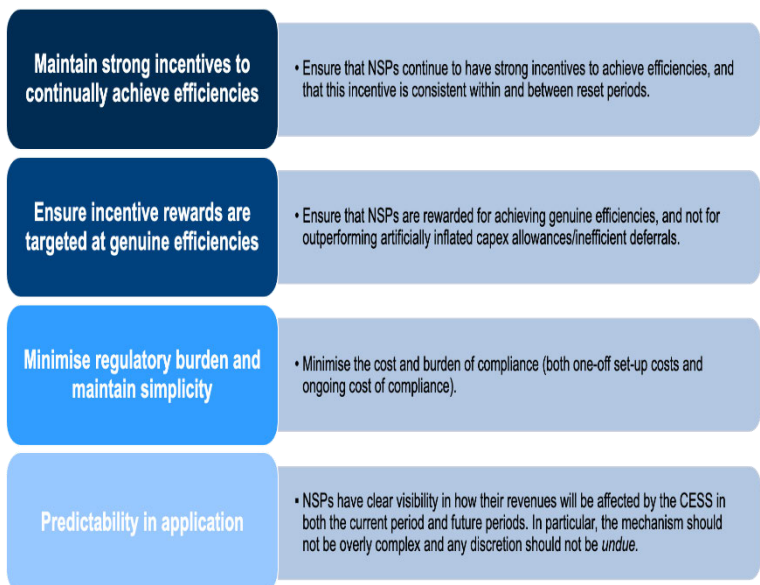 Maintain strong incentives to
continually achieve efficiencies
• Ensure that NSPs continue to have strong incentives to achieve efficiencies, and
that this incentive is consistent within and between reset periods.
Ensure incentive rewards are
targeted at genuine efficiencies
• Ensure that NSPs are rewarded for achieving genuine efficiencies, and not for
outperforming artificially inflated capex allowances/inefficient deferrals.
Minimise regulatory burden and
maintain simplicity
• Minimise the cost and burden of compliance (both one-off set-up costs and
ongoing cost of compliance).
Predictability in application
▪ NSPs have clear visibility in how their revenues will be affected by the CESS in
both the current period and future periods. In particular, the mechanism should
not be overly complex and any discretion should not be undue.